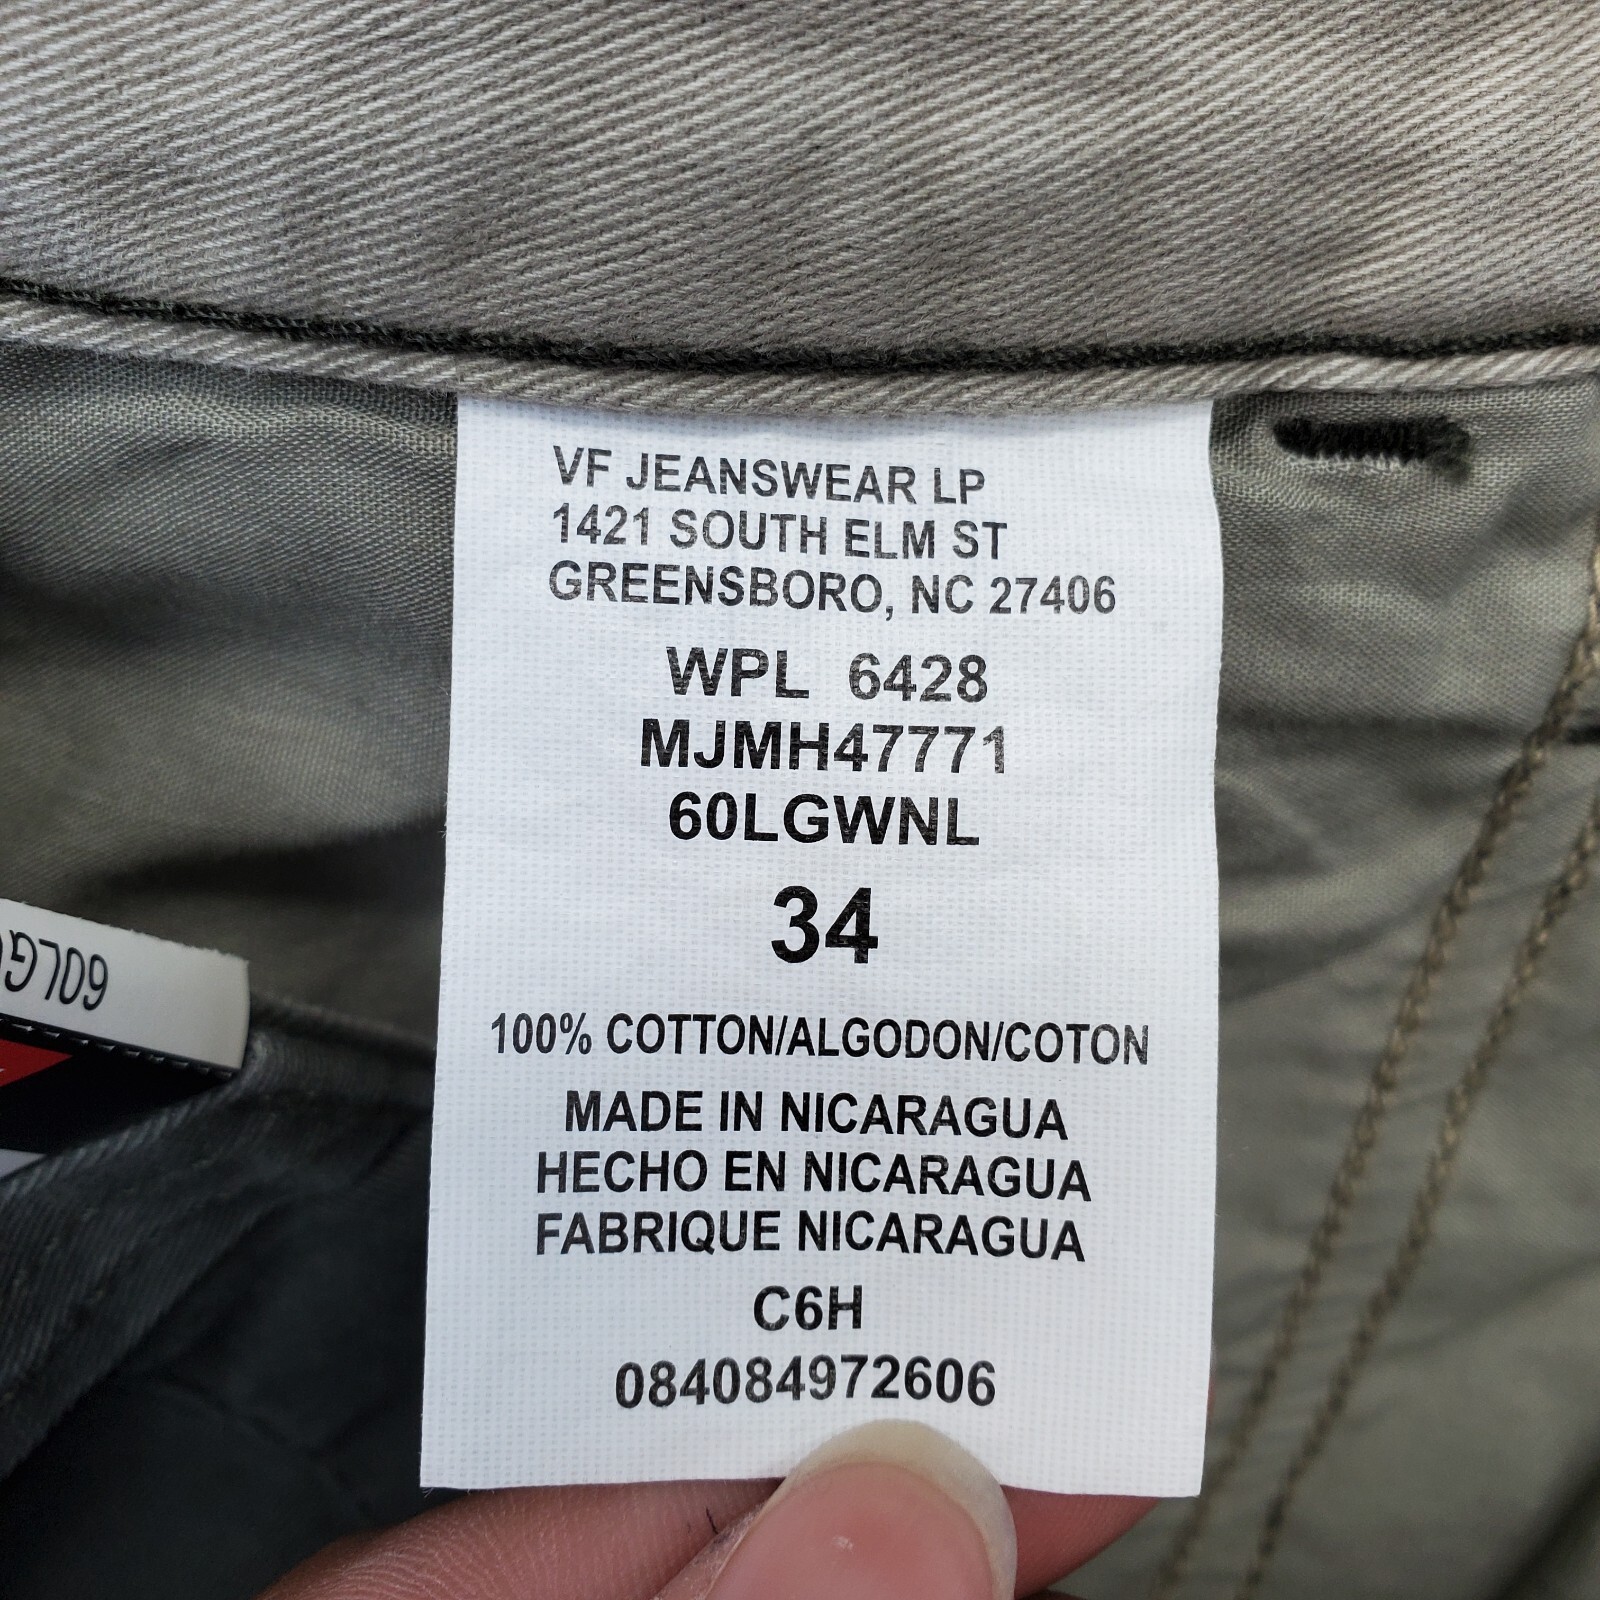 VF JEANSWEAR LP
1421 SOUTH ELM ST
GREENSBORO, NC 27406
WPL 6428
MJMH47771
60LGWNL
34
100% COTTON/ALGODON/COTON
MADE IN NICARAGUA
HECHO EN NICARAGUA
FABRIQUE NICARAGUA
C6H
084084972606
60LG